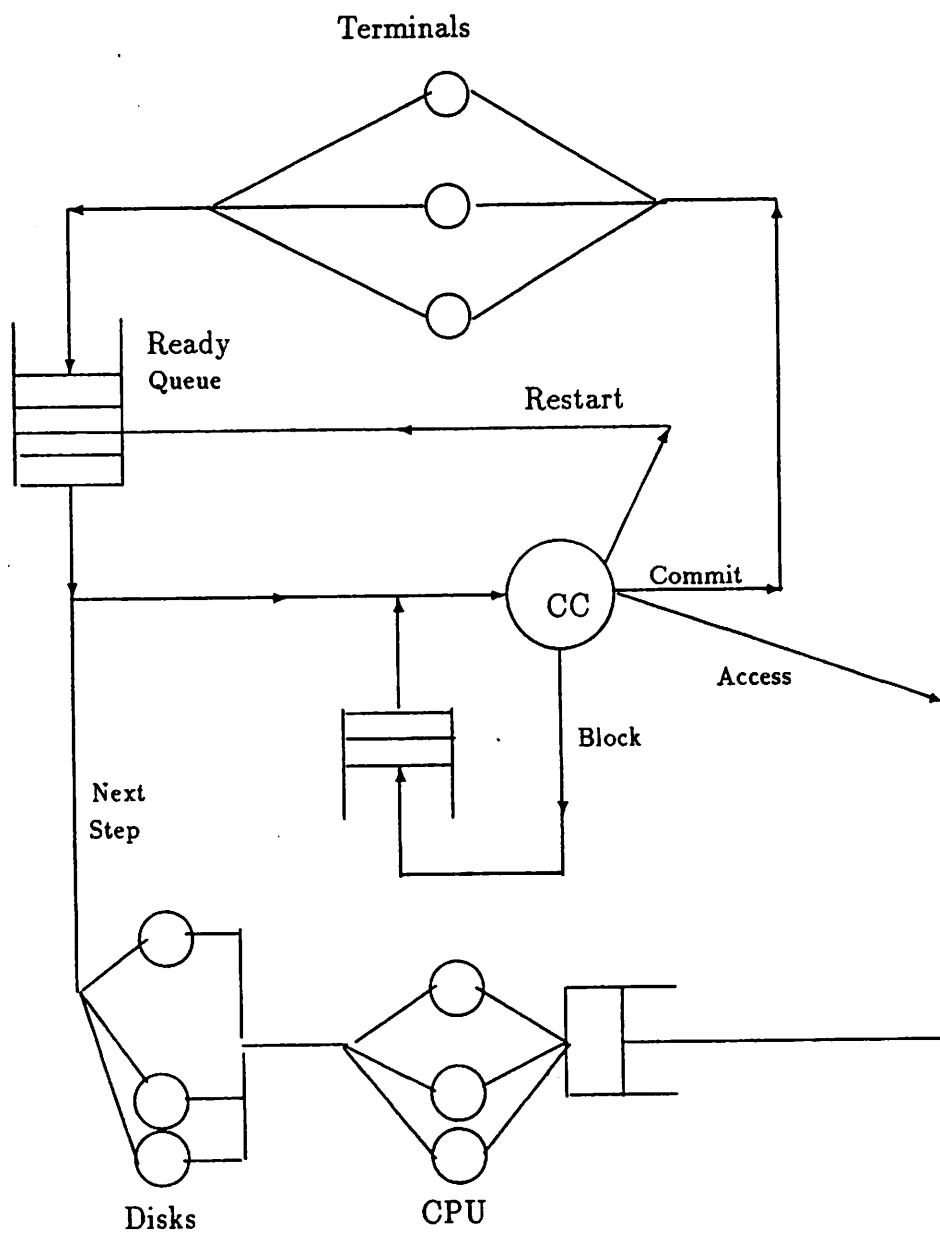 Terminals
Ready
Queue
Restart
Commit
CC
Access
Block
Next
Step
Disks
CPU